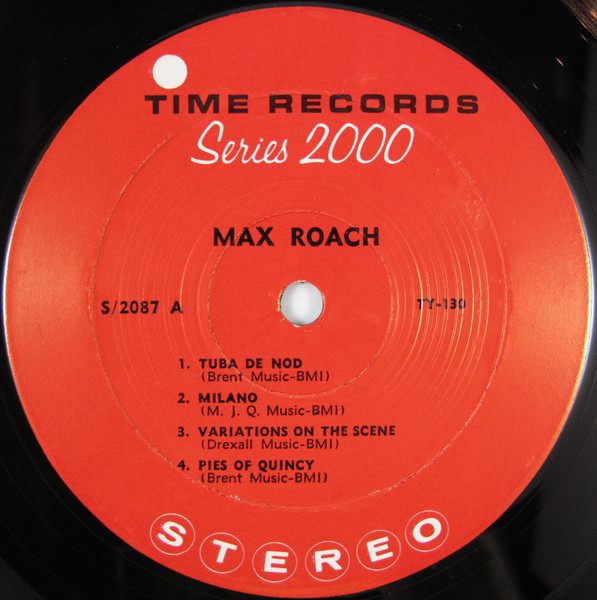 TIME RECORDS
Series 2000
MAX ROACH
S/2087 A
TY-130
1. TUBA DE NOD
(Brent Music-BMI)
2. MILANO
(M. J. Q. Music-BMI)
3. VARIATIONS ON THE SCENE
(Drexall Music-BMI)
4. PIES OF QUINCY
(Brent Music-BMI)
STEREO